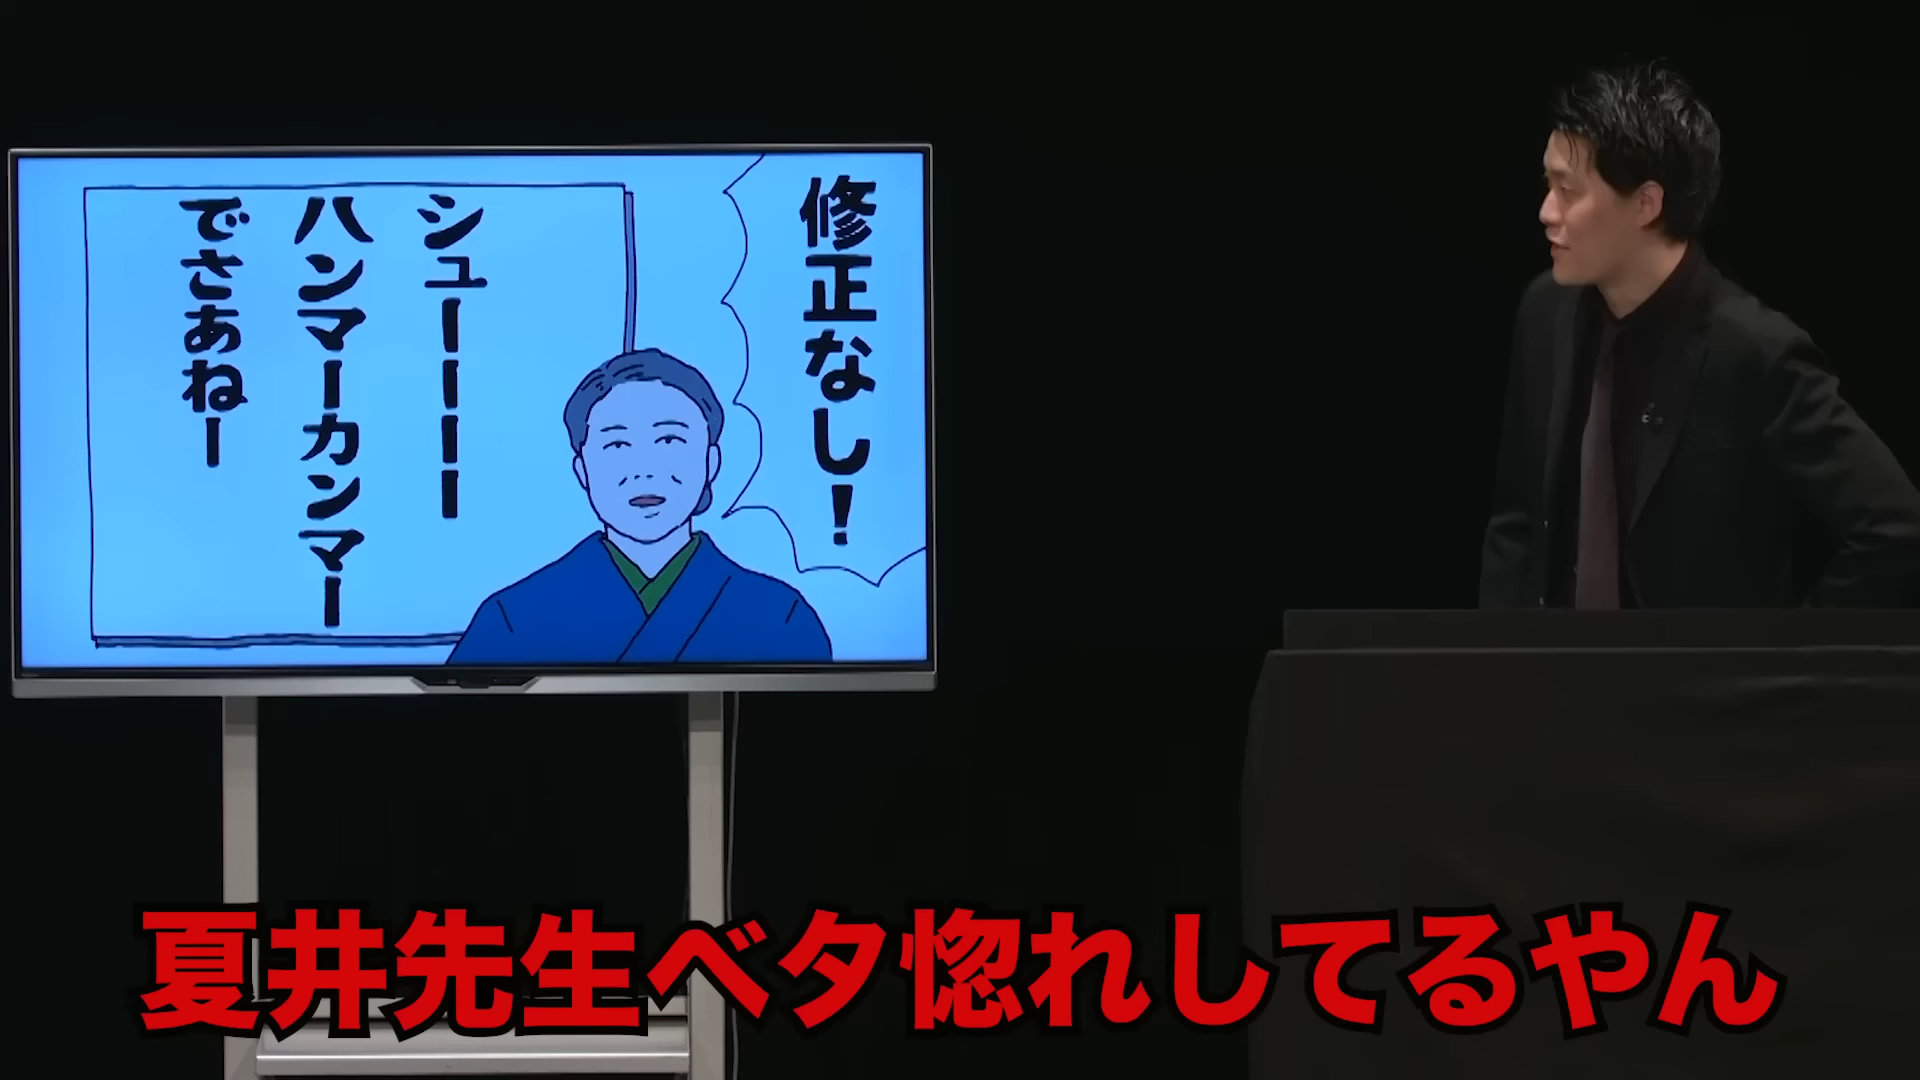 修正なし!
シューーーー
ハンマーカンマー
でさあねー
夏井先生ベタ惚れしてるやん